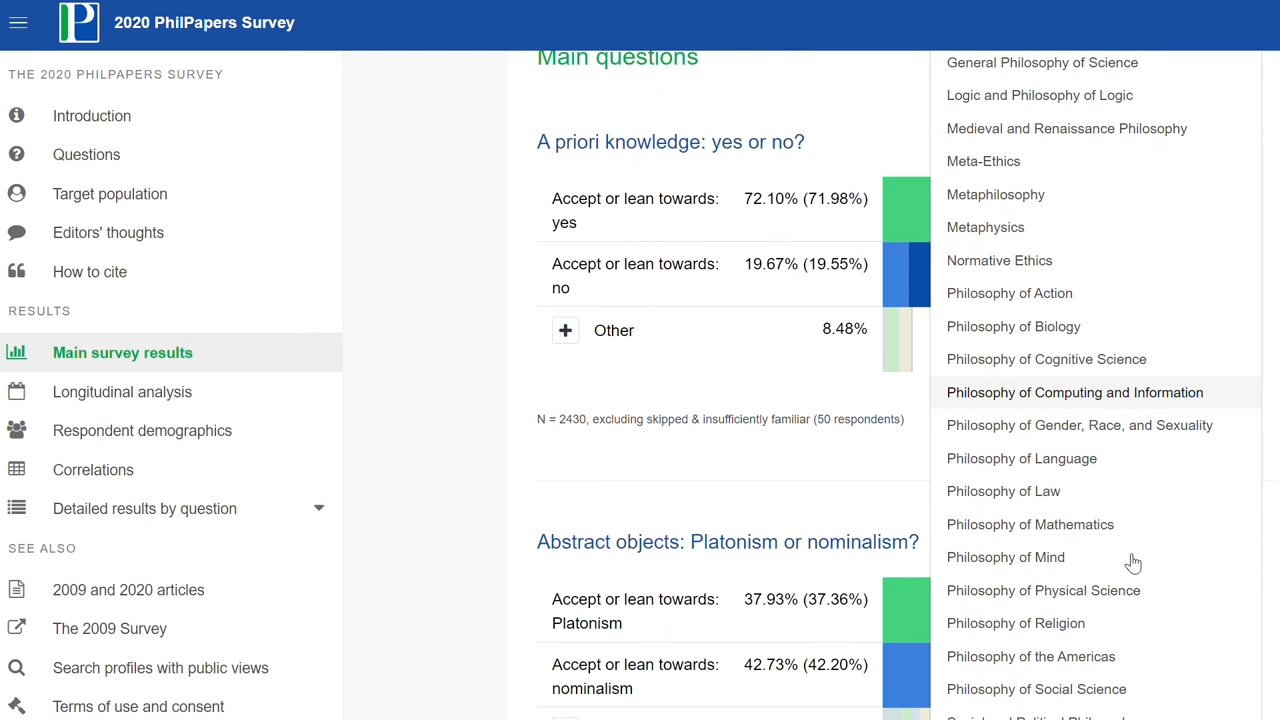 2020 PhilPapers Survey
THE 2020 PHILPAPERS SURVEY
Introduction
Questions
Target population
Editors' thoughts
How to cite
RESULTS
Main survey results
Longitudinal analysis
Respondent demographics
Correlations
Detailed results by question
SEE ALSO
2009 and 2020 articles
The 2009 Survey
Search profiles with public views
Terms of use and consent
Main questions
A priori knowledge: yes or no?
Accept or lean towards: 72.10% (71.98%)
yes
Accept or lean towards: 19.67% (19.55%)
no
Other 8.48%
N = 2430, excluding skipped & insufficiently familiar (50 respondents)
Abstract objects: Platonism or nominalism?
Accept or lean towards: 37.93% (37.36%)
Platonism
Accept or lean towards: 42.73% (42.20%)
nominalism
General Philosophy of Science
Logic and Philosophy of Logic
Medieval and Renaissance Philosophy
Meta-Ethics
Metaphilosophy
Metaphysics
Normative Ethics
Philosophy of Action
Philosophy of Biology
Philosophy of Cognitive Science
Philosophy of Computing and Information
Philosophy of Gender, Race, and Sexuality
Philosophy of Language
Philosophy of Law
Philosophy of Mathematics
Philosophy of Mind
Philosophy of Physical Science
Philosophy of Religion
Philosophy of the Americas
Philosophy of Social Science